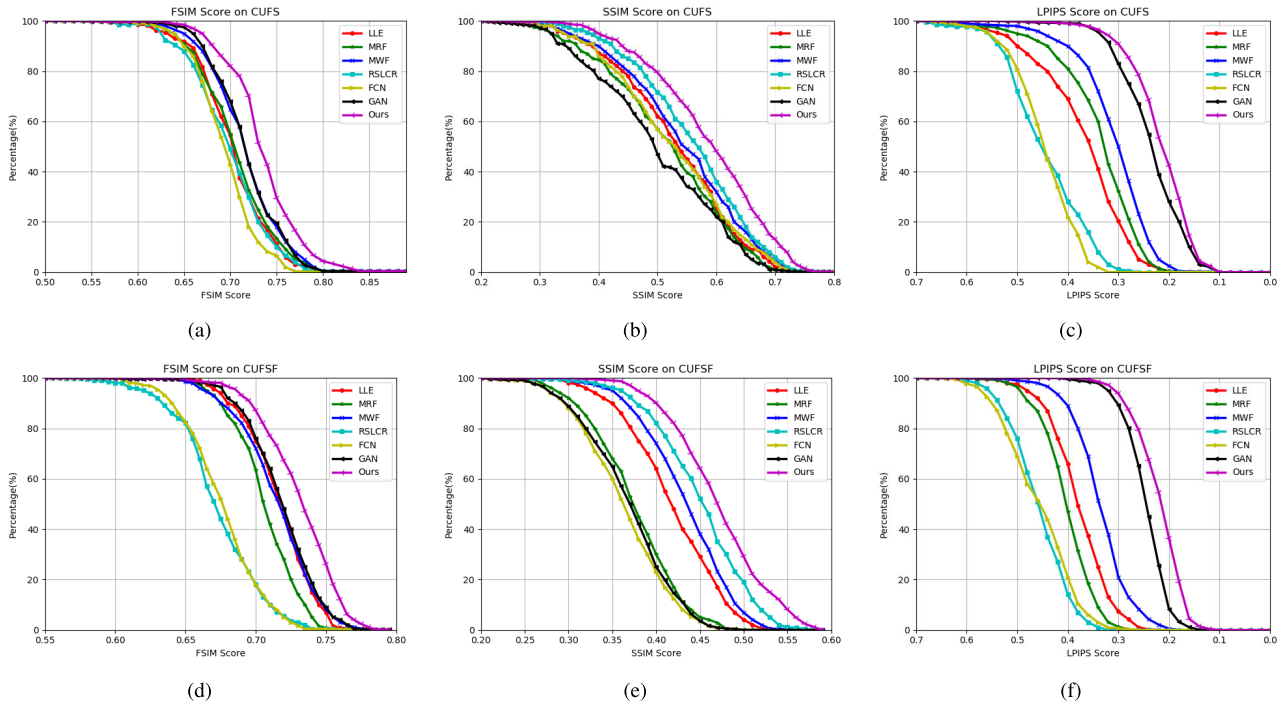 FSIM Score on CUFS
Percentage(%)
100
80
60
40
20
0
0.50 0.55 0.60 0.65 0.70 0.75 0.80 0.85
FSIM Score
LLE
MRF
MWF
RSLCR
FCN
GAN
Ours
(a)
SSIM Score on CUFS
Percentage(%)
100
80
60
40
20
0
0.2 0.3 0.4 0.5 0.6 0.7 0.8
SSIM Score
LLE
MRF
MWF
RSLCR
FCN
GAN
Ours
(b)
LPIPS Score on CUFS
Percentage(%)
100
80
60
40
20
0
0.7 0.6 0.5 0.4 0.3 0.2 0.1 0.0
LPIPS Score
LLE
MRF
MWF
RSLCR
FCN
GAN
Ours
(c)
FSIM Score on CUFSF
Percentage(%)
100
80
60
40
20
0
0.55 0.60 0.65 0.70 0.75 0.80
FSIM Score
LLE
MRF
MWF
RSLCR
FCN
GAN
Ours
(d)
SSIM Score on CUFSF
Percentage(%)
100
80
60
40
20
0
0.20 0.25 0.30 0.35 0.40 0.45 0.50 0.55 0.60
SSIM Score
LLE
MRF
MWF
RSLCR
FCN
GAN
Ours
(e)
LPIPS Score on CUFSF
Percentage(%)
100
80
60
40
20
0
0.7 0.6 0.5 0.4 0.3 0.2 0.1 0.0
LPIPS Score
LLE
MRF
MWF
RSLCR
FCN
GAN
Ours
(f)